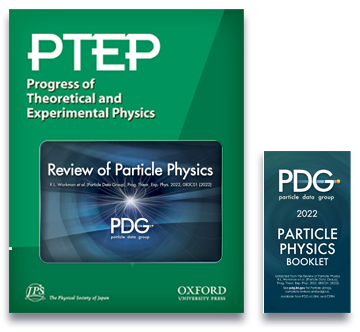 PTEP
Progress of
Theoretical and
Experimental Physics
Review of Particle Physics
R.L. Workman et al. (Particle Data Group), Prog. Theor. Exp. Phys. 2022, 083C01 (2022)
PDG
particle data group
JPS
The Physical Society of Japan
OXFORD
UNIVERSITY PRESS
PDG
particle data group
2022
PARTICLE
PHYSICS
BOOKLET
Extracted from the Review of Particle Physics
R.L. Workman et al. (Particle Data Group),
Prog. Theor. Exp. Phys. 2022, 083C01 (2022)